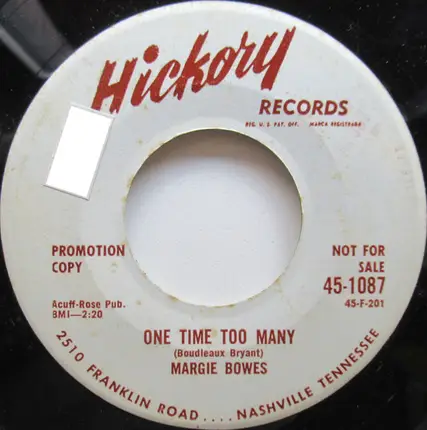 Hickory
RECORDS
REG. U. S. PAT. OFF. MARCA REGISTRADA
PROMOTION
COPY
NOT FOR
SALE
45-1087
45-F-201
Acuff-Rose Pub.
BMI—2:20
ONE TIME TOO MANY
(Boudleaux Bryant)
MARGIE BOWES
2510 FRANKLIN ROAD .... NASHVILLE TENNESSEE